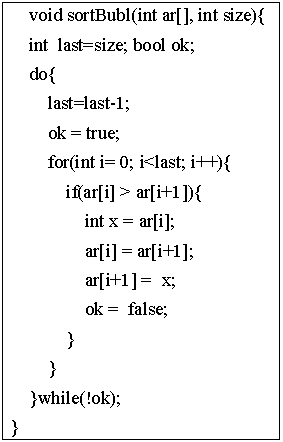 void sortBubl(int ar[], int size){
int  last=size; bool ok;
do{
last=last-1;
ok = true;
for(int i= 0; i<last; i++){
if(ar[i] > ar[i+1]){
int x = ar[i];
ar[i] = ar[i+1];
ar[i+1] =  x;
ok =  false;
}
}
}while(!ok);
}